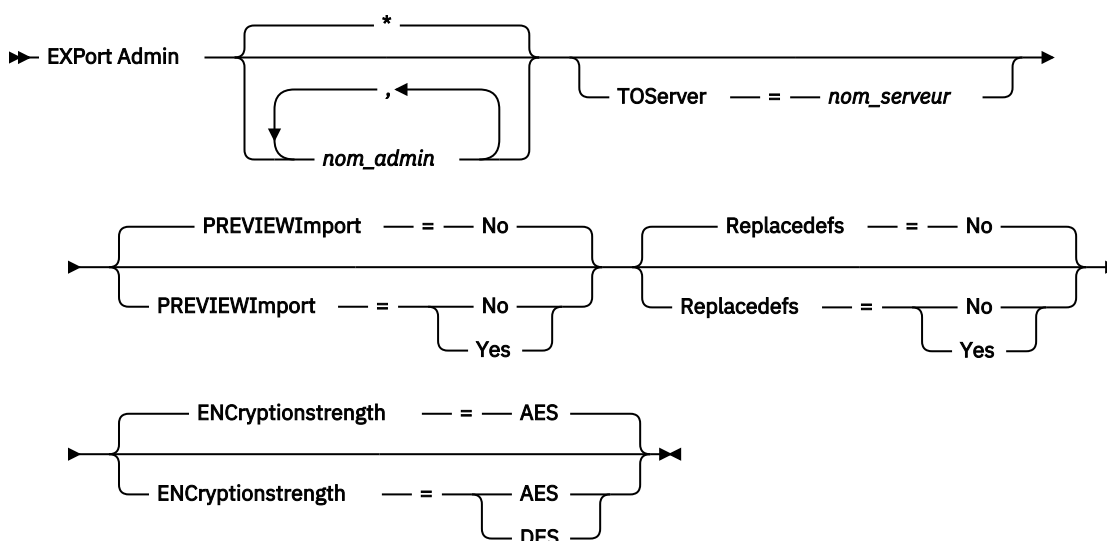 EXPort Admin
*
,
nom_admin
TOServer = nom_serveur
PREVIEWImport = No
PREVIEWImport = No
Yes
Replacedefs = No
Replacedefs = No
Yes
ENCryptionstrength = AES
ENCryptionstrength = AES
DES